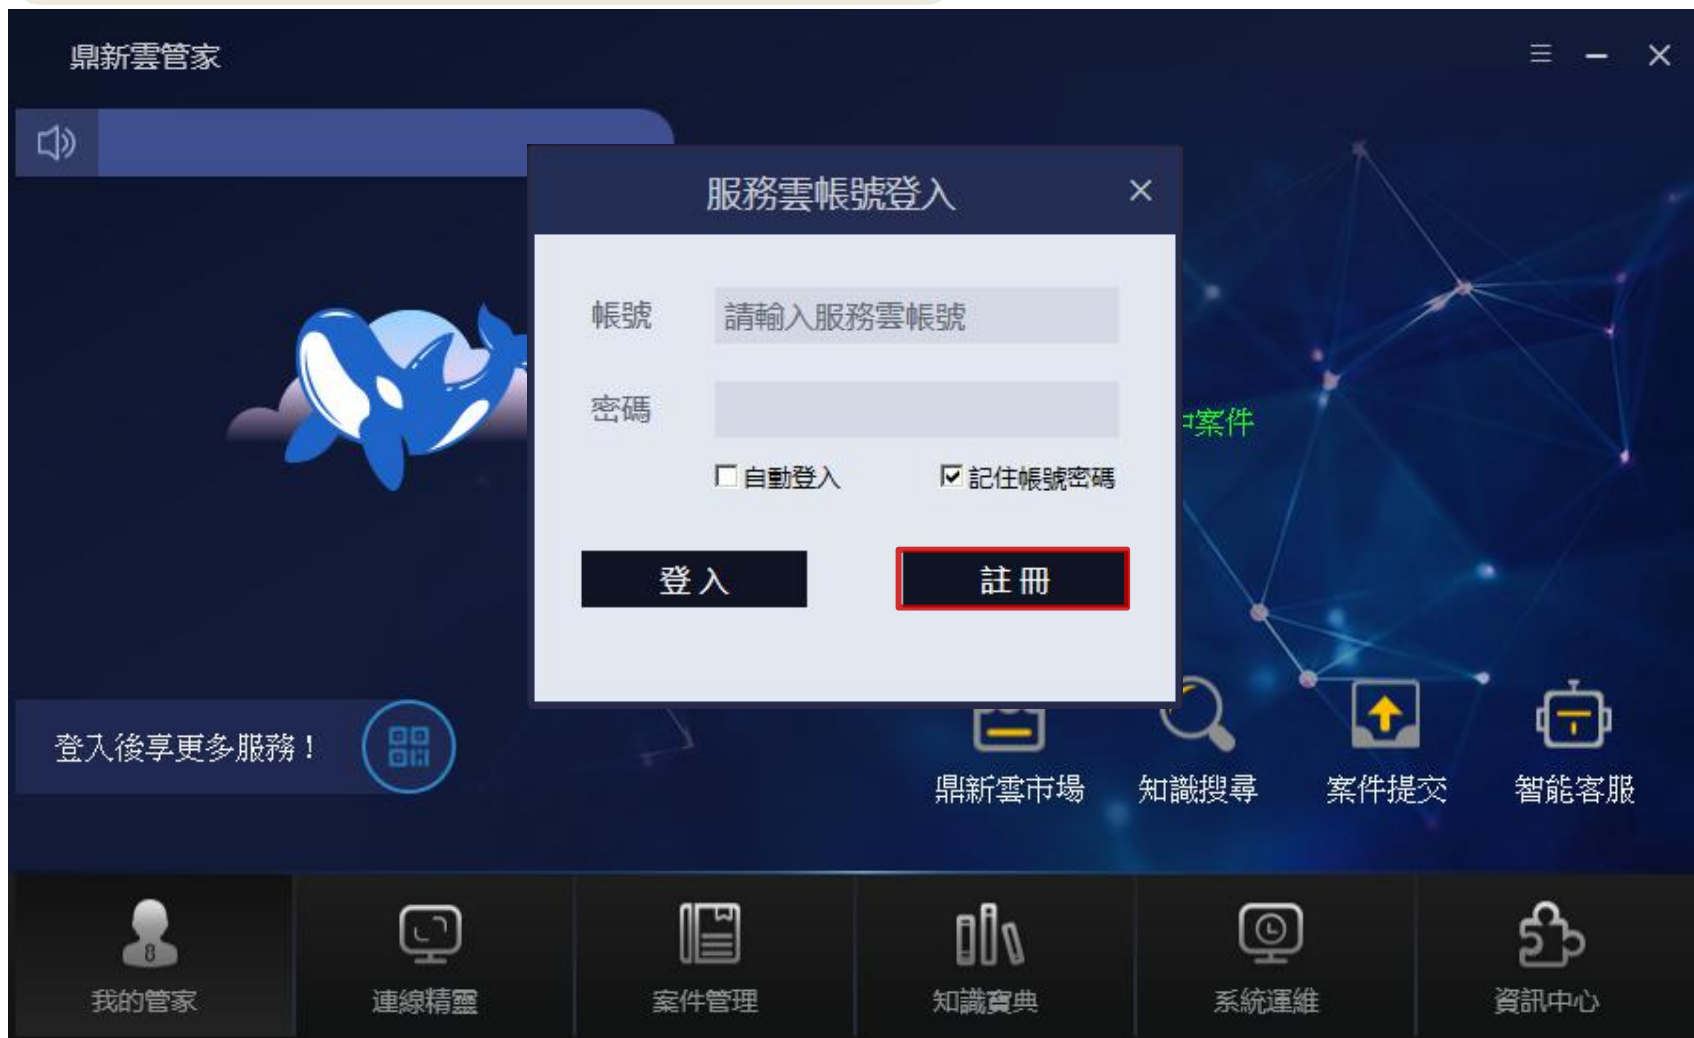 鼎新雲管家
服務雲帳號登入
帳號 請輸入服務雲帳號
密碼
案件
自動登入 記住帳號密碼
登入 註冊
登入後享更多服務！
鼎新雲市場 知識搜尋 案件提交 智能客服
我的管家 連線精靈 案件管理 知識寶典 系統運維 資訊中心